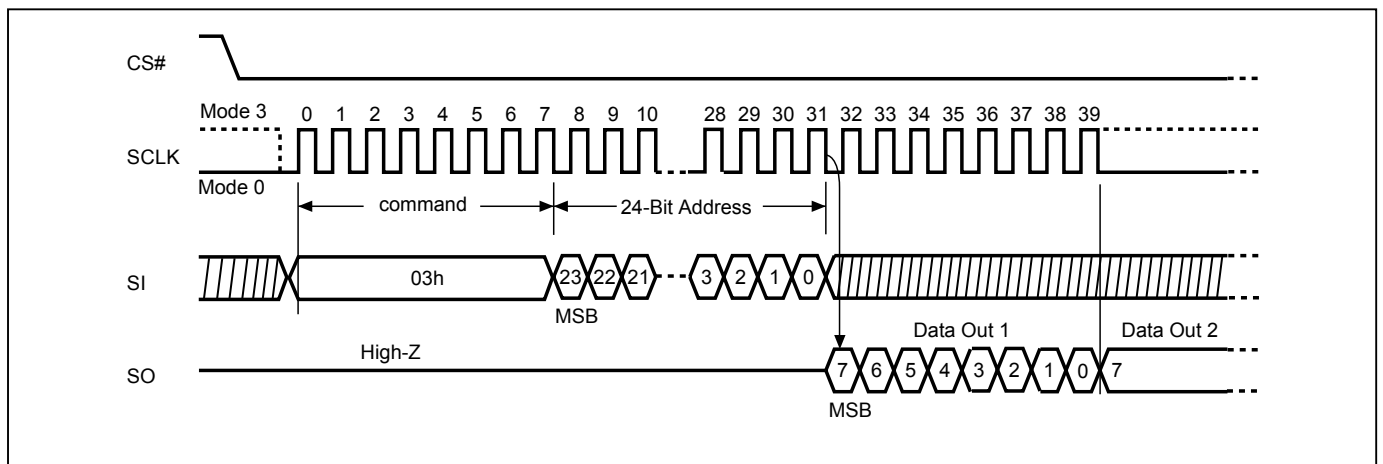 CS#
Mode 3
0 1 2 3 4 5 6 7 8 9 10 28 29 30 31 32 33 34 35 36 37 38 39
SCLK
Mode 0
command
24-Bit Address
SI
03h
23 22 21 3 2 1 0
MSB
Data Out 1
Data Out 2
High-Z
SO
7 6 5 4 3 2 1 0 7
MSB